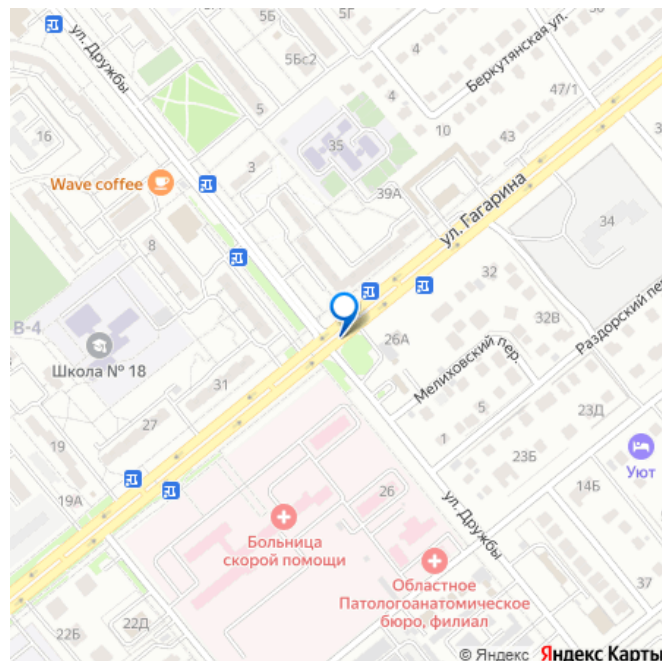 5Б
5Г
30
ул. Дружбы
5Бс2
Беркутянская ул.
47/1
4
4
5
16
10
43
35
3
Wave coffee
39А
ул. Гагарина
34
8
32
В-4
32В
Раздорский пер
26А
Школа № 18
Мелиховский пер.
31
5
23Д
27
1
19
23Б
Уют
19А
26
14Б
ул. Дружбы
Больница
скорой помощи
Областное
Патологоанатомическое
бюро, филиал
37
22Б
22Д
© Яндекс Яндекс Карты